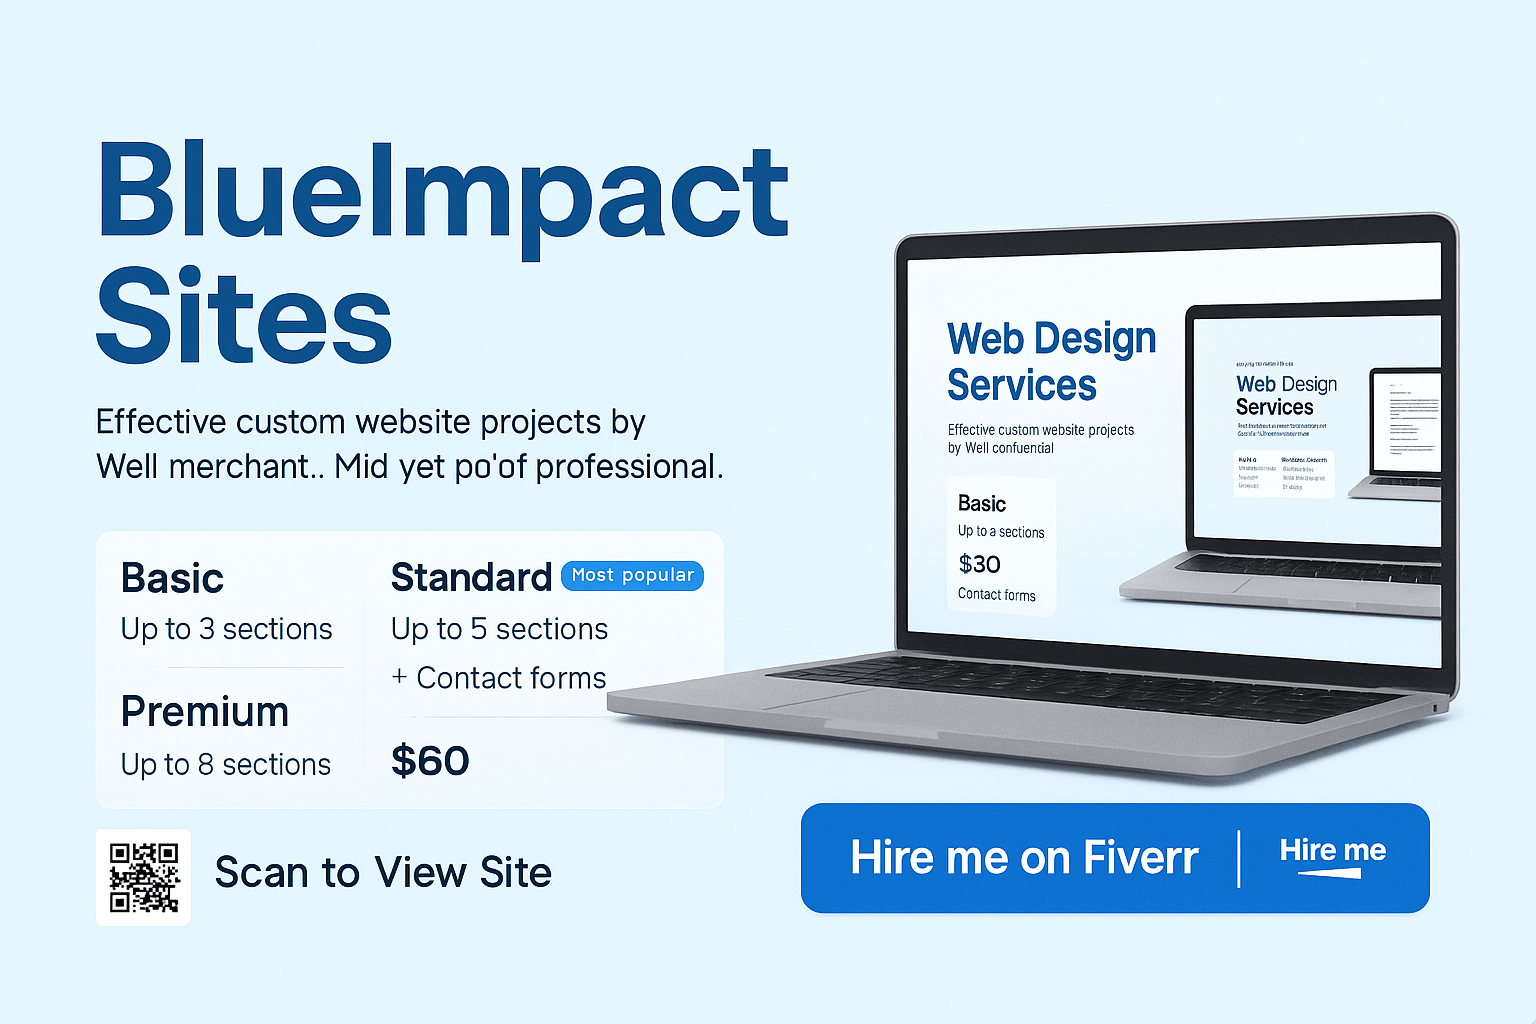 BlueImpact
Sites
Effective custom website projects by
Well merchant.. Mid yet po'of professional.
Basic
Up to 3 sections
Premium
Up to 8 sections
Standard
Most popular
Up to 5 sections
+ Contact forms
$60
Scan to View Site
Web Design
Services
Effective custom website projects
by Well confuencial
Basic
Up to a sections
$30
Contact forms
Web Design
Services
Hire me on Fiverr
Hire me